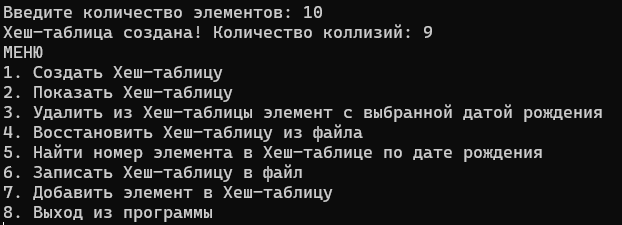 Введите количество элементов: 10
Хеш-таблица создана! Количество коллизий: 9
МЕНЮ
1. Создать Хеш-таблицу
2. Показать Хеш-таблицу
3. Удалить из Хеш-таблицы элемент с выбранной датой рождения
4. Восстановить Хеш-таблицу из файла
5. Найти номер элемента в Хеш-таблице по дате рождения
6. Записать Хеш-таблицу в файл
7. Добавить элемент в Хеш-таблицу
8. Выход из программы